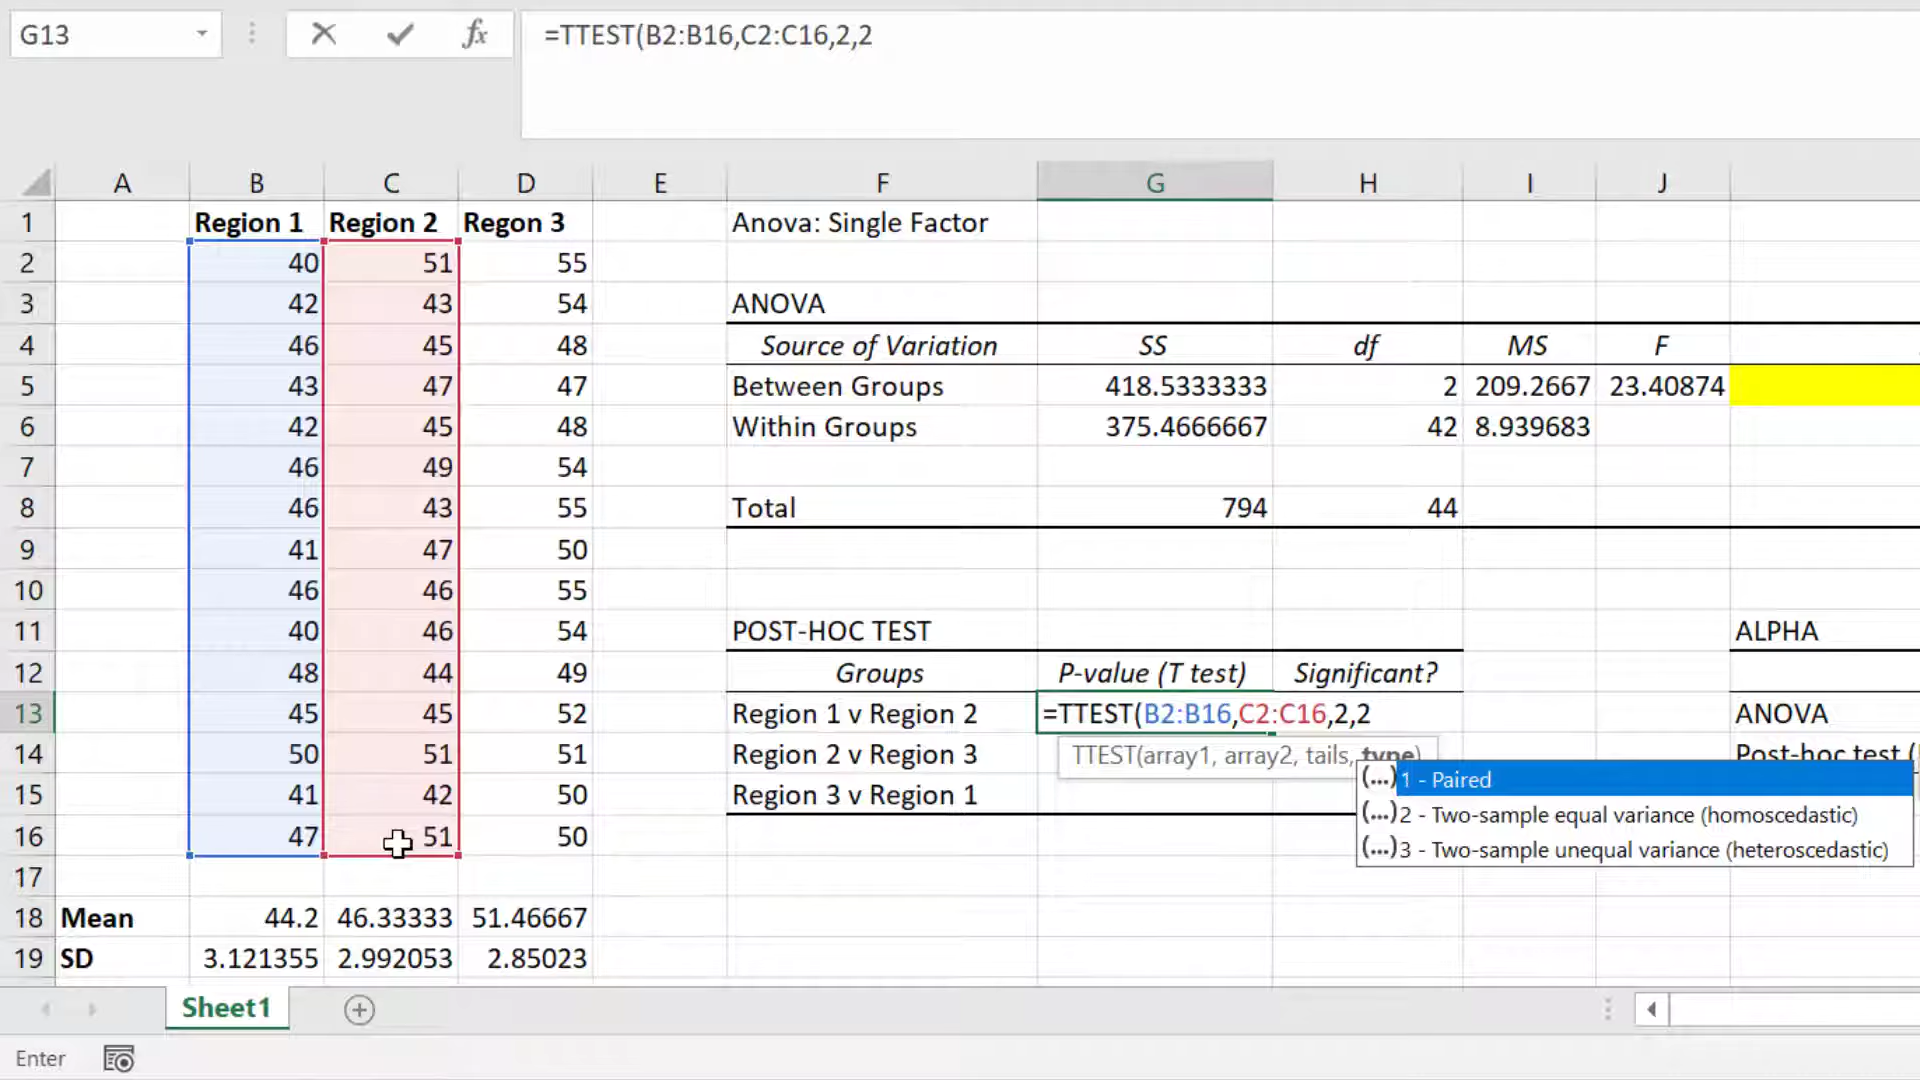 G13
fx
=TTEST(B2:B16,C2:C16,2,2
A B C D E F G H I J
1 Region 1 Region 2 Regon 3 Anova: Single Factor
2 40 51 55
3 42 43 54 ANOVA
4 46 45 48 Source of Variation SS df MS F
5 43 47 47 Between Groups 418.5333333 2 209.2667 23.40874
6 42 45 48 Within Groups 375.4666667 42 8.939683
7 46 49 54
8 46 43 55 Total 794 44
9 41 47 50
10 46 46 55
11 40 46 54 POST-HOC TEST ALPHA
12 48 44 49 Groups P-value (T test) Significant?
13 45 45 52 Region 1 v Region 2 =TTEST(B2:B16,C2:C16,2,2 ANOVA
14 50 51 51 Region 2 v Region 3 TTEST(array1, array2, tails, type) Post-hoc test (
(...) 1 - Paired
15 41 42 50 Region 3 v Region 1
(...) 2 - Two-sample equal variance (homoscedastic)
16 47 51 50
(...) 3 - Two-sample unequal variance (heteroscedastic)
17
18 Mean 44.2 46.33333 51.46667
19 SD 3.121355 2.992053 2.85023
Sheet1
Enter